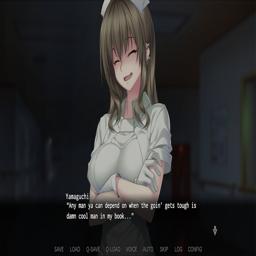 Yamaguchi
"Any man ya can depend on when the goin' gets tough is
damn cool man in my book..."
SAVE LOAD Q-SAVE Q-LOAD VOICE AUTO SKIP LOG CONFIG